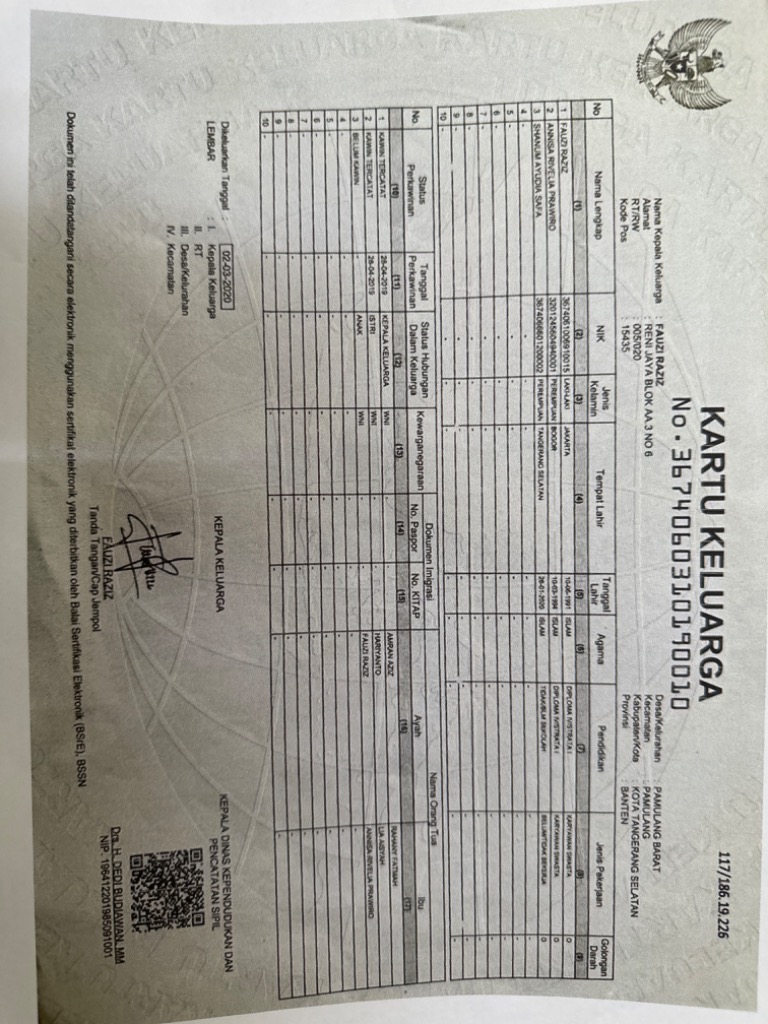 117/186.19.226
KARTU KELUARGA
No. 3674060310190010
Nama Kepala Keluarga : FAUZI RAZIZ
Alamat : RENI JAYA BLOK AA.3 NO 6
RT/RW : 005/020
Kode Pos : 15435
Desa/Kelurahan : PAMULANG BARAT
Kecamatan : PAMULANG
Kabupaten/Kota : KOTA TANGERANG SELATAN
Provinsi : BANTEN
No Nama Lengkap NIK Jenis Kelamin Tempat Lahir Tanggal Lahir Agama Pendidikan Jenis Pekerjaan Golongan Darah
(1) (2) (3) (4) (5) (6) (7) (8) (9)
1 FAUZI RAZIZ 3674061006910015 LAKI-LAKI JAKARTA 10-06-1991 ISLAM DIPLOMA IV/STRATA I KARYAWAN SWASTA O
2 ANNISA RIVELIA PRAWIRO 3201245604940001 PEREMPUAN BOGOR ISLAM DIPLOMA IV/STRATA I KARYAWAN SWASTA O
3 SHANUM AYUDIA SAFA 3674066601200002 PEREMPUAN TANGERANG SELATAN 26-01-2020 ISLAM TIDAK/BLM SEKOLAH BELUM/TIDAK BEKERJA O
4 - - - - - - - - -
5 - - - - - - - - -
6 - - - - - - - - -
7 - - - - - - - - -
8 - - - - - - - - -
9 - - - - - - - - -
10 - - - - - - - - -
No. Status Perkawinan Tanggal Perkawinan Status Hubungan Dalam Keluarga Kewarganegaraan Dokumen Imigrasi Nama Orang Tua
No. Paspor No. KITAP Ayah Ibu
(10) (11) (12) (13) (14) (15) (16) (17)
1 KAWIN TERCATAT 28-04-2019 KEPALA KELUARGA WNI - - AMRAN AZIZ RAHANY FATMAH
2 KAWIN TERCATAT 28-04-2019 ISTRI WNI - - HARIYANTO LIA AISYAH
3 BELUM KAWIN - ANAK WNI - - FAUZI RAZIZ ANNISA RIVELIA PRAWIRO
4 - - - - - - - -
5 - - - - - - - -
6 - - - - - - - -
7 - - - - - - - -
8 - - - - - - - -
9 - - - - - - - -
10 - - - - - - - -
Dikeluarkan Tanggal : 02-03-2020
LEMBAR : I. Kepala Keluarga
II. RT
III. Desa/Kelurahan
IV. Kecamatan
KEPALA KELUARGA
FAUZI RAZIZ
Tanda Tangan/Cap Jempol
KEPALA DINAS KEPENDUDUKAN DAN
PENCATATAN SIPIL
Drs. H. DEDI BUDIAWAN, MM
NIP. 196412201985091001
Dokumen ini telah ditandatangani secara elektronik menggunakan sertifikat elektronik yang diterbitkan oleh Balai Sertifikasi Elektronik (BSrE), BSSN